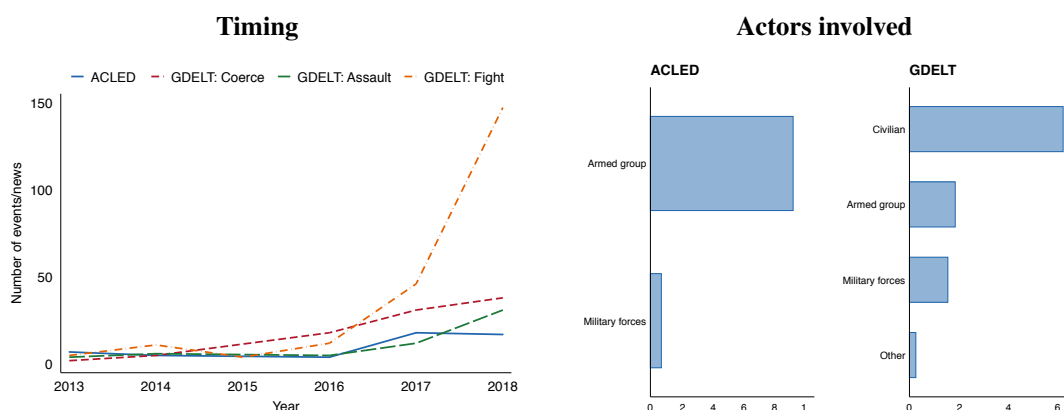 Timing
Actors involved
ACLED GDELT: Coerce GDELT: Assault GDELT: Fight
Number of events/news
150
100
50
0
2013 2014 2015 2016 2017 2018
Year
ACLED
Armed group
Military forces
0 2 4 6 8 1
GDELT
Civilian
Armed group
Military forces
Other
0 2 4 6